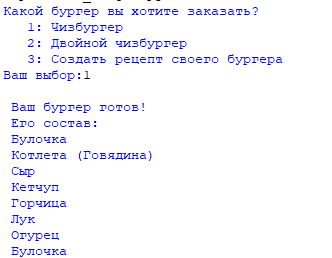 Какой бургер вы хотите заказать?
1: Чизбургер
2: Двойной чизбургер
3: Создать рецепт своего бургера
Ваш выбор:1
Ваш бургер готов!
Его состав:
Булочка
Котлета (Говядина)
Сыр
Кетчуп
Горчица
Лук
Огурец
Булочка